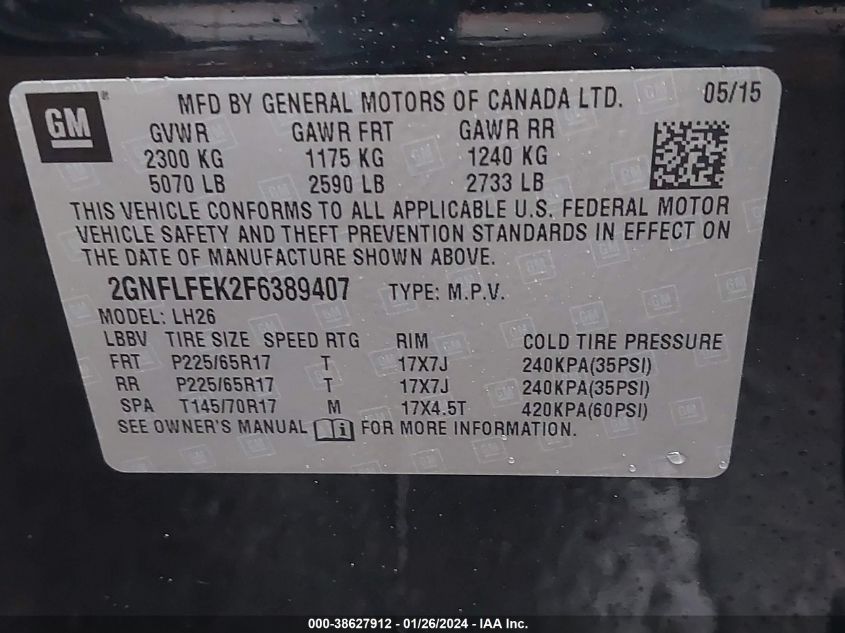 GM ® MFD BY GENERAL MOTORS OF CANADA LTD. 05/15
GVWR GAWR FRT GAWR RR
2300 KG 1175 KG 1240 KG
5070 LB 2590 LB 2733 LB
THIS VEHICLE CONFORMS TO ALL APPLICABLE U.S. FEDERAL MOTOR
VEHICLE SAFETY AND THEFT PREVENTION STANDARDS IN EFFECT ON
THE DATE OF MANUFACTURE SHOWN ABOVE.
2GNFLFEK2F6389407 TYPE: M.P.V.
MODEL: LH26
LBBV TIRE SIZE SPEED RTG RIM COLD TIRE PRESSURE
FRT P225/65R17 T 17X7J 240KPA(35PSI)
RR P225/65R17 T 17X7J 240KPA(35PSI)
SPA T145/70R17 M 17X4.5T 420KPA(60PSI)
SEE OWNER'S MANUAL i FOR MORE INFORMATION.
000-38627912 - 01/26/2024 - IAA Inc.